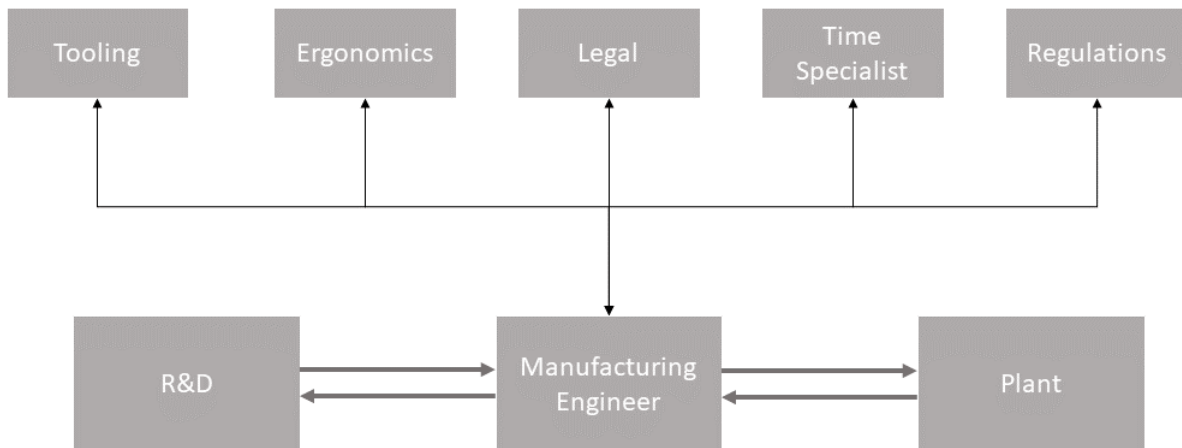 Tooling
Ergonomics
Legal
Time
Specialist
Regulations
R&D
Manufacturing
Engineer
Plant